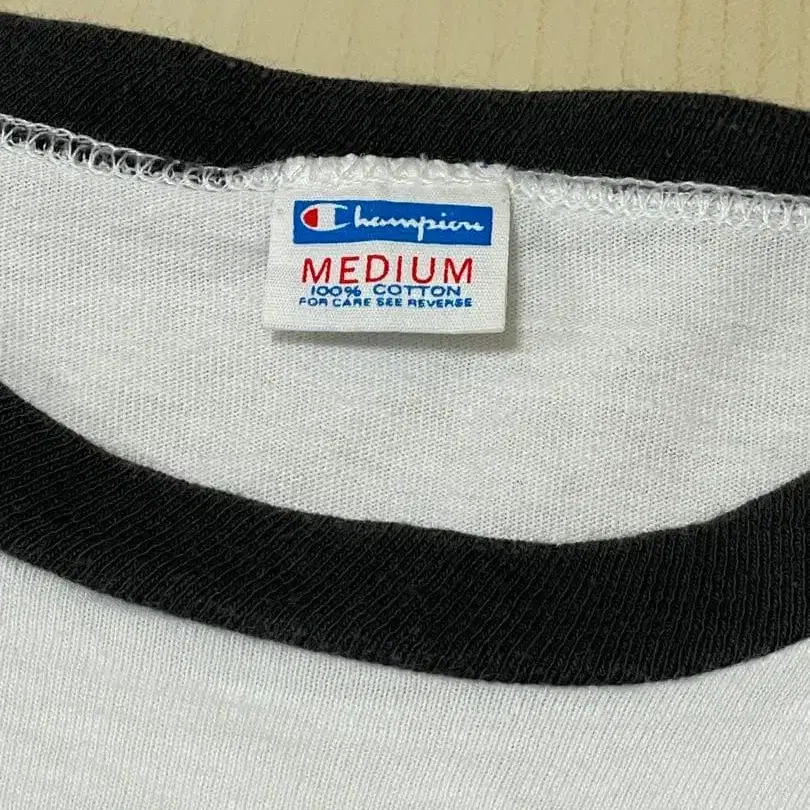 Champion
MEDIUM
100% COTTON
FOR CARE SEE REVERSE